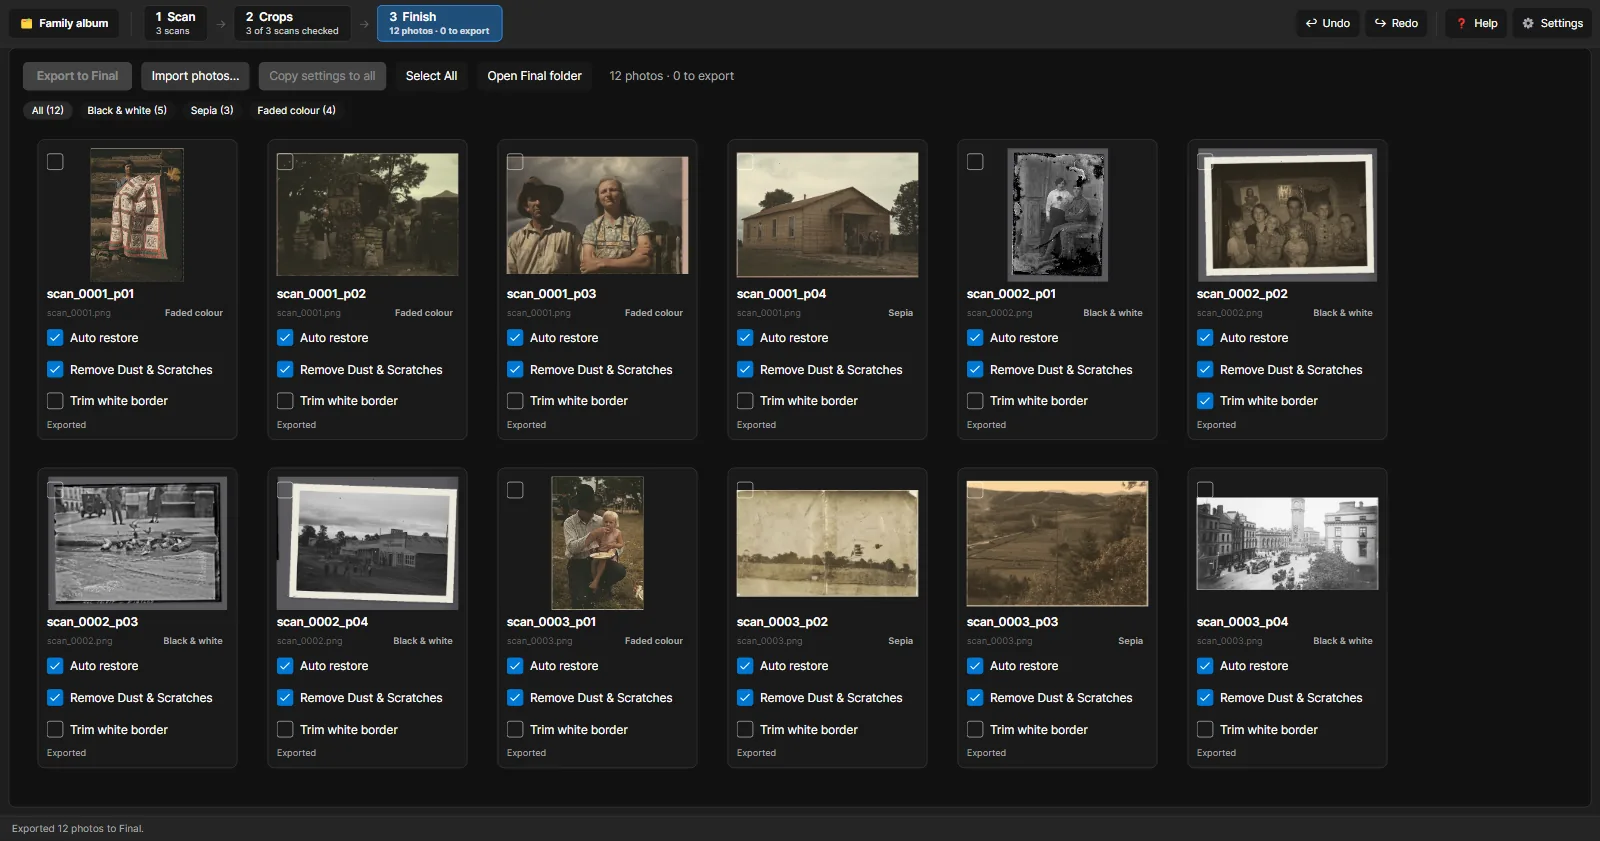 Family album
1 Scan
3 scans
→
2 Crops
3 of 3 scans checked
→
3 Finish
12 photos · 0 to export
Undo
Redo
? Help
Settings
Export to Final
Import photos...
Copy settings to all
Select All
Open Final folder
12 photos · 0 to export
All (12)
Black & white (5)
Sepia (3)
Faded colour (4)
scan_0001_p01
scan_0001.png Faded colour
Auto restore
Remove Dust & Scratches
Trim white border
Exported
scan_0001_p02
scan_0001.png Faded colour
Auto restore
Remove Dust & Scratches
Trim white border
Exported
scan_0001_p03
scan_0001.png Faded colour
Auto restore
Remove Dust & Scratches
Trim white border
Exported
scan_0001_p04
scan_0001.png Sepia
Auto restore
Remove Dust & Scratches
Trim white border
Exported
scan_0002_p01
scan_0002.png Black & white
Auto restore
Remove Dust & Scratches
Trim white border
Exported
scan_0002_p02
scan_0002.png Black & white
Auto restore
Remove Dust & Scratches
Trim white border
Exported
scan_0002_p03
scan_0002.png Black & white
Auto restore
Remove Dust & Scratches
Trim white border
Exported
scan_0002_p04
scan_0002.png Black & white
Auto restore
Remove Dust & Scratches
Trim white border
Exported
scan_0003_p01
scan_0003.png Faded colour
Auto restore
Remove Dust & Scratches
Trim white border
Exported
scan_0003_p02
scan_0003.png Sepia
Auto restore
Remove Dust & Scratches
Trim white border
Exported
scan_0003_p03
scan_0003.png Sepia
Auto restore
Remove Dust & Scratches
Trim white border
Exported
scan_0003_p04
scan_0003.png Black & white
Auto restore
Remove Dust & Scratches
Trim white border
Exported
Exported 12 photos to Final.